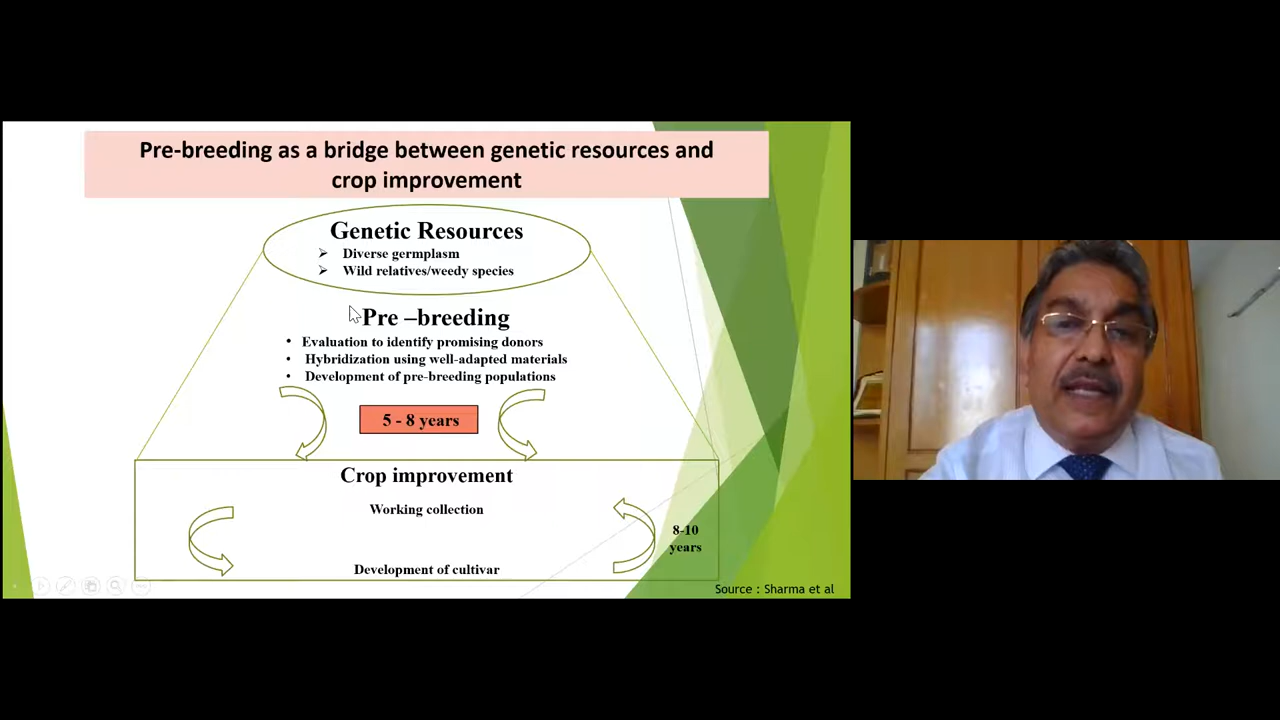 Pre-breeding as a bridge between genetic resources and
crop improvement
Genetic Resources
➢ Diverse germplasm
➢ Wild relatives/weedy species
Pre –breeding
• Evaluation to identify promising donors
• Hybridization using well-adapted materials
• Development of pre-breeding populations
5 - 8 years
Crop improvement
Working collection
8-10
years
Development of cultivar
Source : Sharma et al